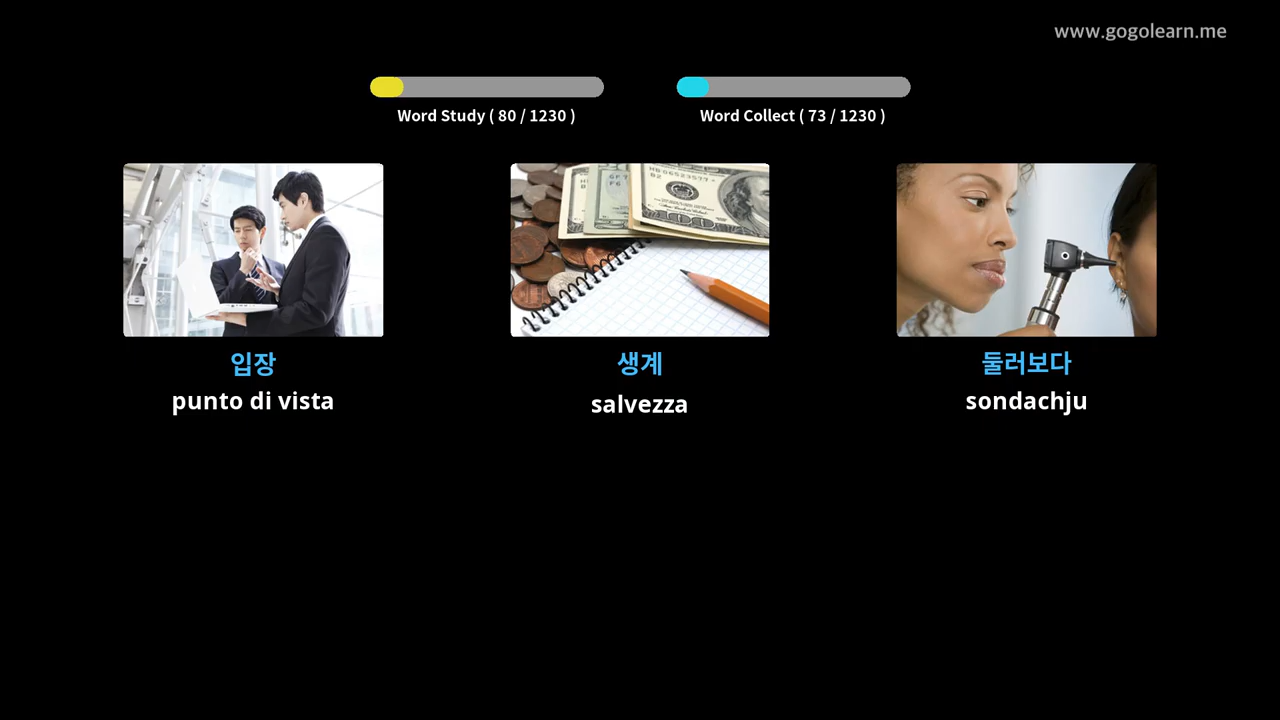 www.gogolearn.me
Word Study ( 80 / 1230 )
Word Collect ( 73 / 1230 )
입장
생계
둘러보다
punto di vista
salvezza
sondachju